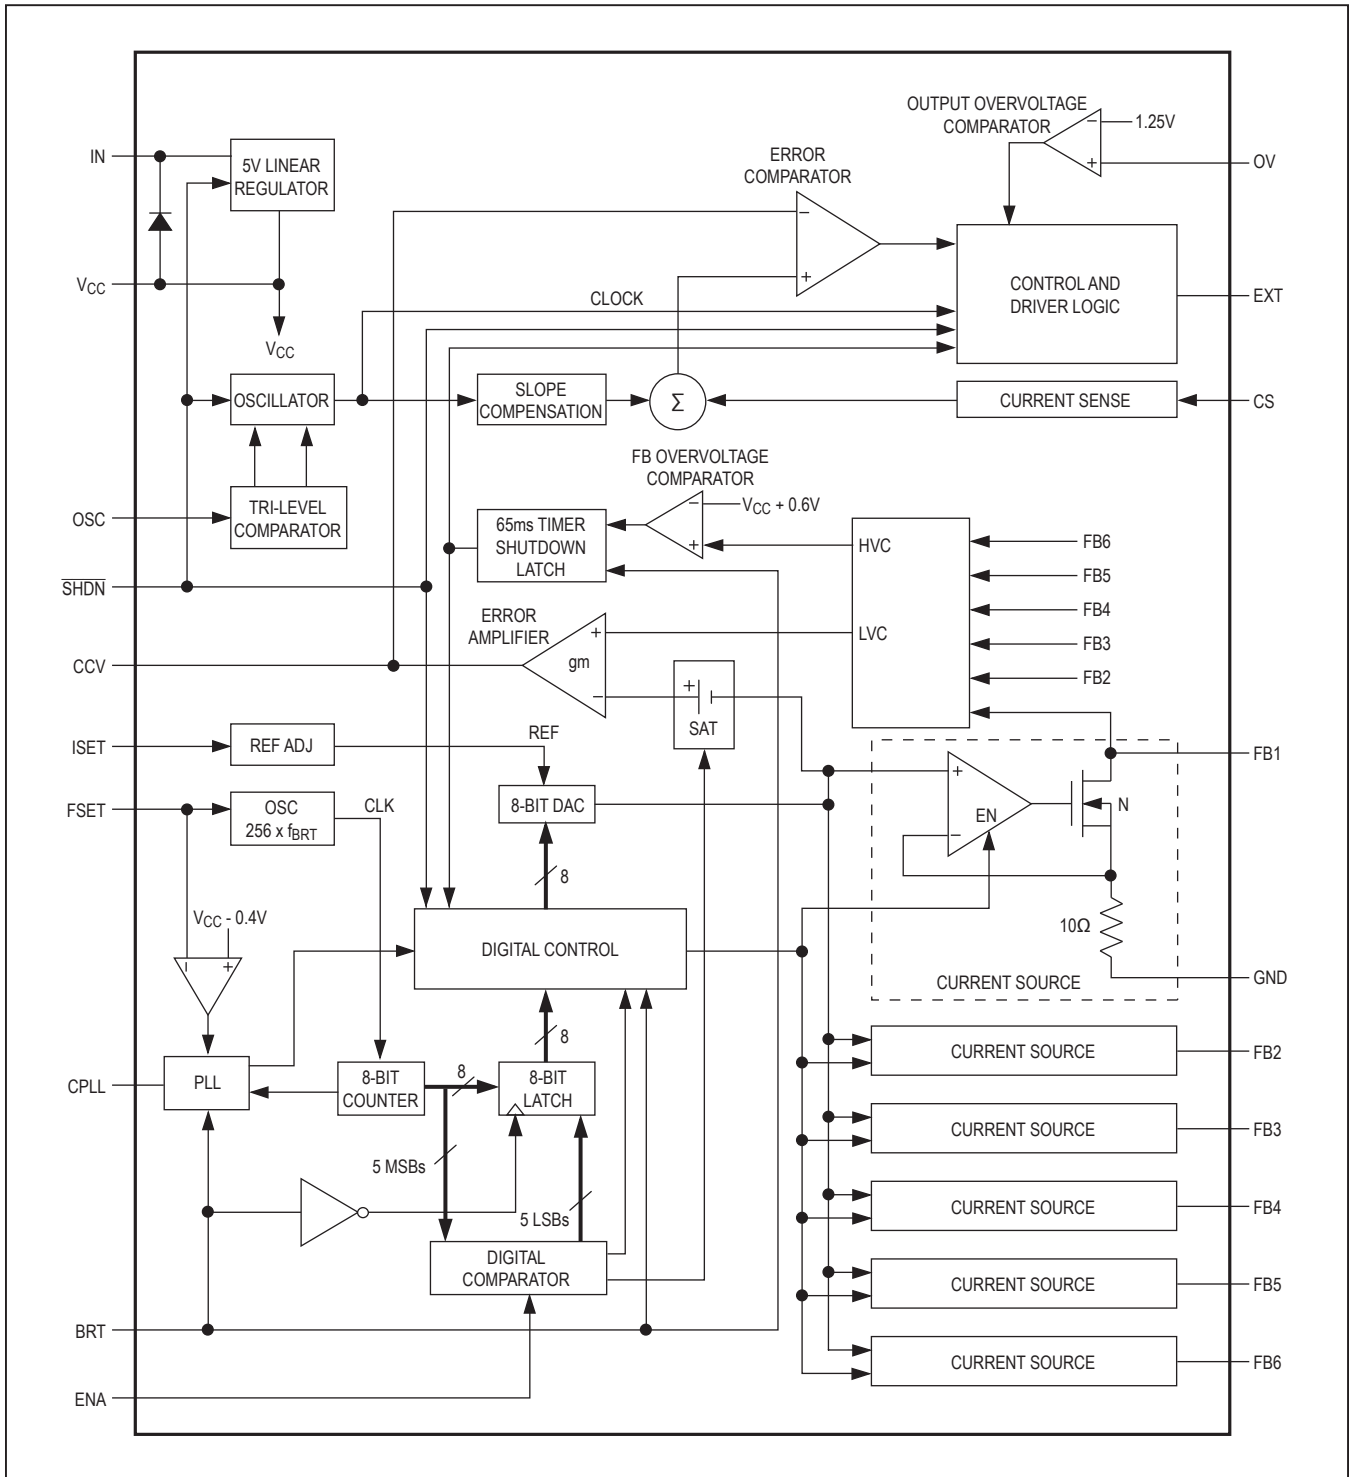 OUTPUT OVERVOLTAGE
COMPARATOR
−
1.25V
+
OV
IN
5V LINEAR
REGULATOR
ERROR
COMPARATOR
−
+
VCC
VCC
CLOCK
CONTROL AND
DRIVER LOGIC
EXT
OSCILLATOR
SLOPE
COMPENSATION
Σ
CURRENT SENSE
CS
FB OVERVOLTAGE
COMPARATOR
OSC
TRI-LEVEL
COMPARATOR
65ms TIMER
SHUTDOWN
LATCH
−
VCC + 0.6V
+
HVC
FB6
FB5
FB4
FB3
FB2
LVC
SHDN
ERROR
AMPLIFIER
+
gm
−
CCV
+
SAT
ISET
REF ADJ
REF
FB1
FSET
OSC
256 x fBRT
CLK
8-BIT DAC
+
EN
−
N
8
VCC - 0.4V
−
+
DIGITAL CONTROL
10Ω
CURRENT SOURCE
GND
8
CPLL
PLL
8-BIT
COUNTER
8
8-BIT
LATCH
CURRENT SOURCE
FB2
CURRENT SOURCE
FB3
5 MSBs
5 LSBs
CURRENT SOURCE
FB4
DIGITAL
COMPARATOR
CURRENT SOURCE
FB5
BRT
CURRENT SOURCE
FB6
ENA